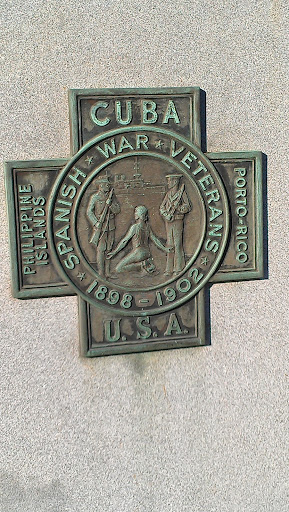 CUBA
PHILIPPINE
ISLANDS
SPANISH ★ WAR ★ VETERANS
★ 1898 – 1902 ★
PORTO-RICO
U.S.A.